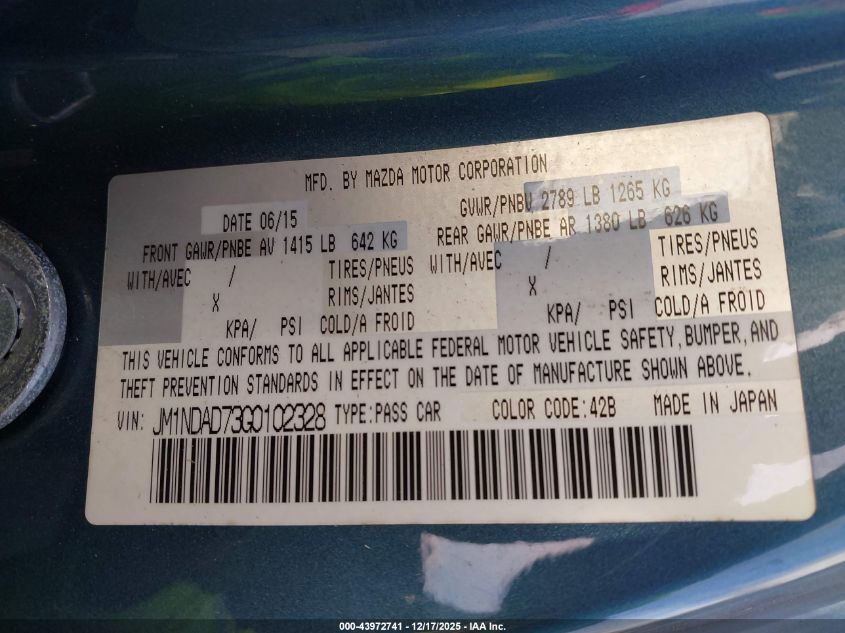 MFD. BY MAZDA MOTOR CORPORATION
DATE 06/15 GVWR/PNBV 2789 LB 1265 KG
FRONT GAWR/PNBE AV 1415 LB 642 KG REAR GAWR/PNBE AR 1380 LB 626 KG
WITH/AVEC / TIRES/PNEUS WITH/AVEC / TIRES/PNEUS
X RIMS/JANTES X RIMS/JANTES
KPA/ PSI COLD/A FROID KPA/ PSI COLD/A FROID
THIS VEHICLE CONFORMS TO ALL APPLICABLE FEDERAL MOTOR VEHICLE SAFETY, BUMPER, AND
THEFT PREVENTION STANDARDS IN EFFECT ON THE DATE OF MANUFACTURE SHOWN ABOVE.
VIN: JM1NDAD73G0102328 TYPE:PASS CAR COLOR CODE:42B MADE IN JAPAN
000-43972741 - 12/17/2025 - IAA Inc.